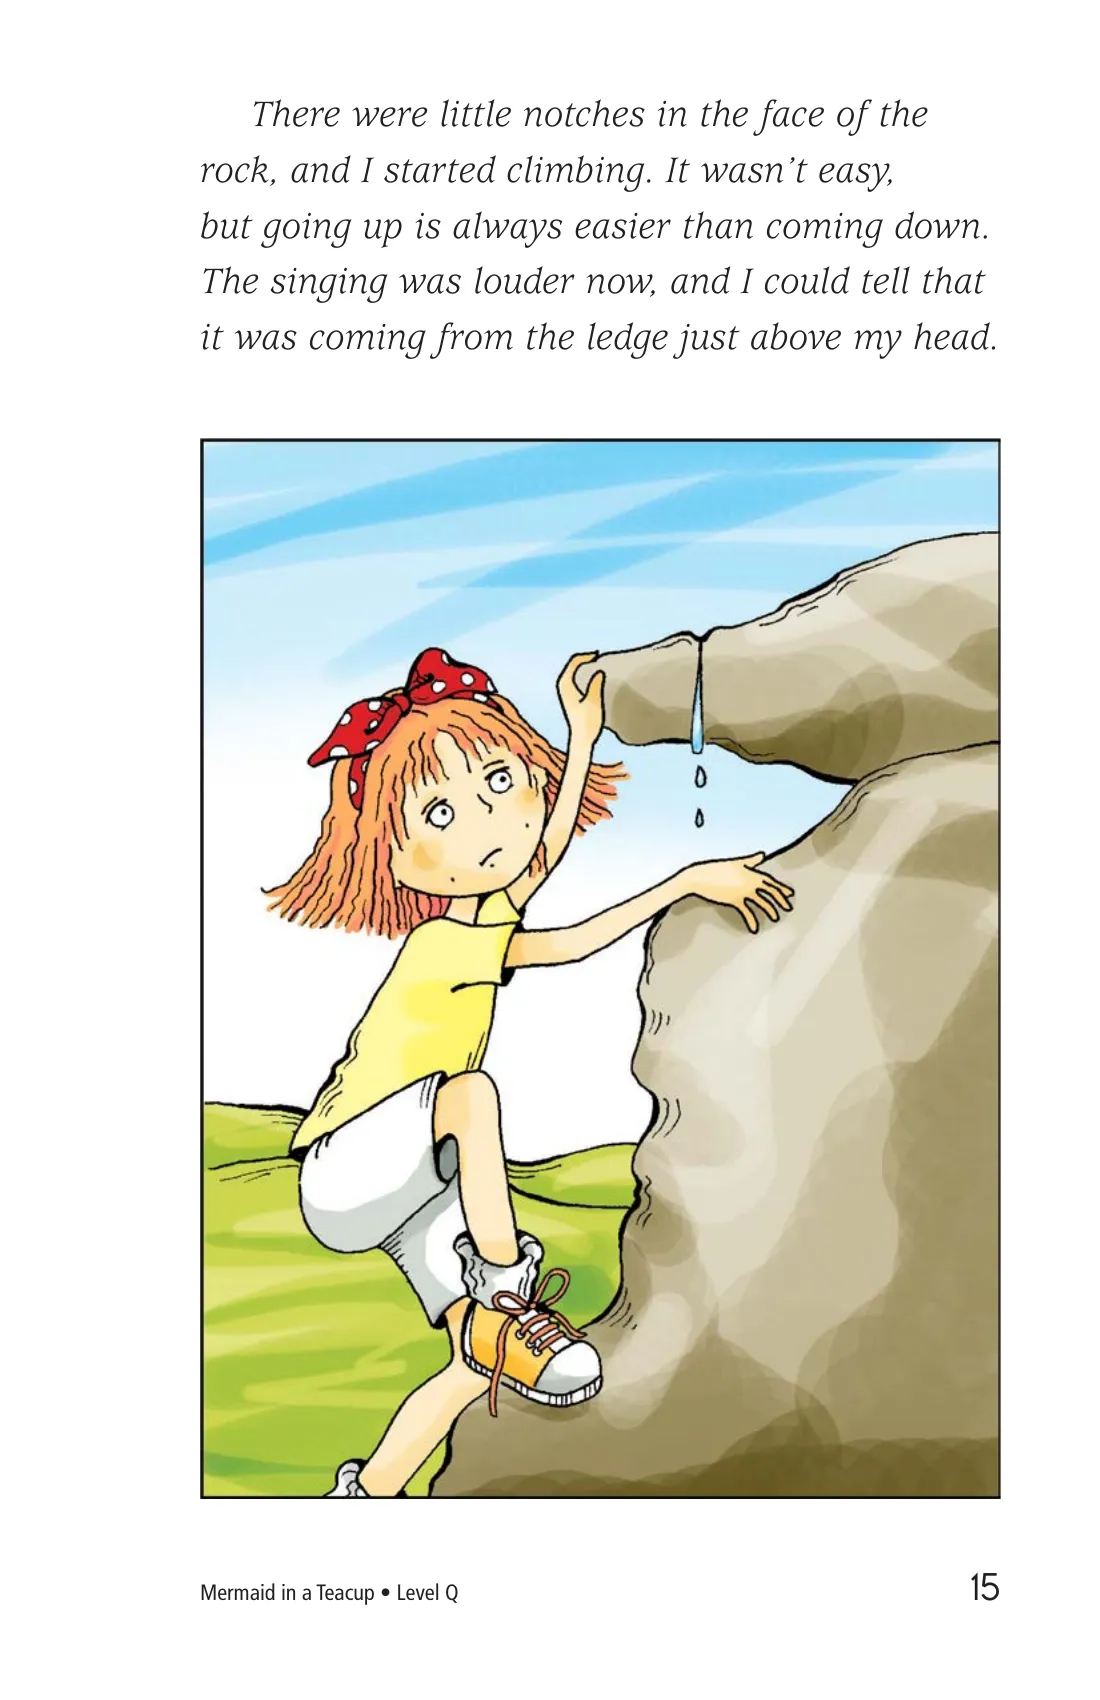 There were little notches in the face of the
rock, and I started climbing. It wasn’t easy,
but going up is always easier than coming down.
The singing was louder now, and I could tell that
it was coming from the ledge just above my head.
Mermaid in a Teacup • Level Q
15